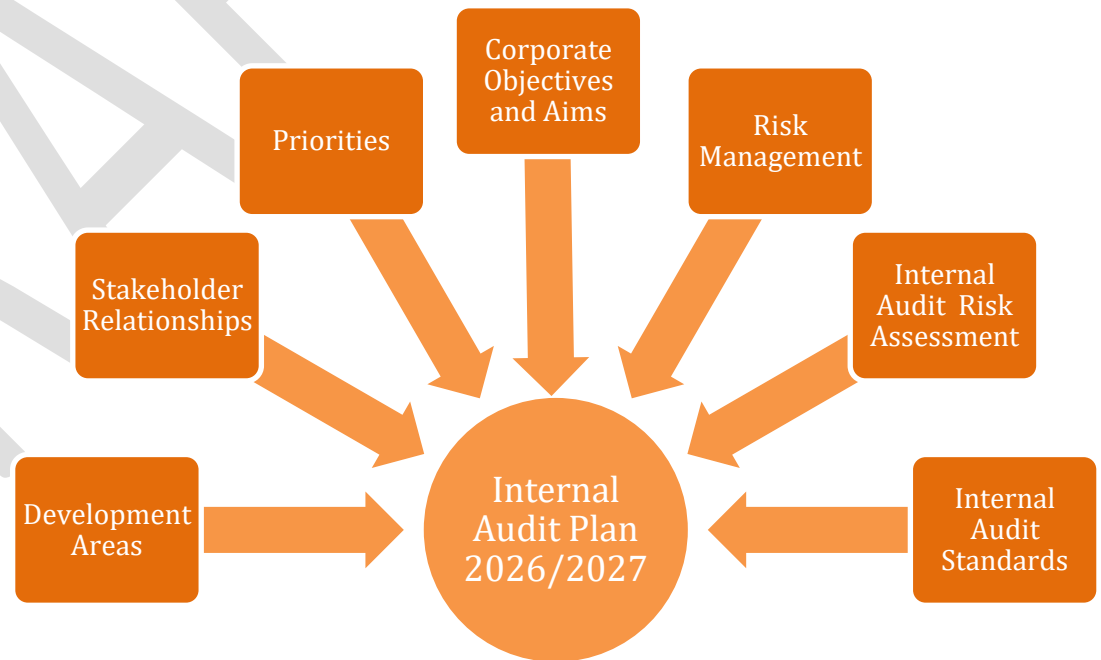 Corporate
Objectives
and Aims
Priorities
Risk
Management
Stakeholder
Relationships
Internal
Audit Risk
Assessment
Development
Areas
Internal
Audit Plan
2026/2027
Internal
Audit
Standards